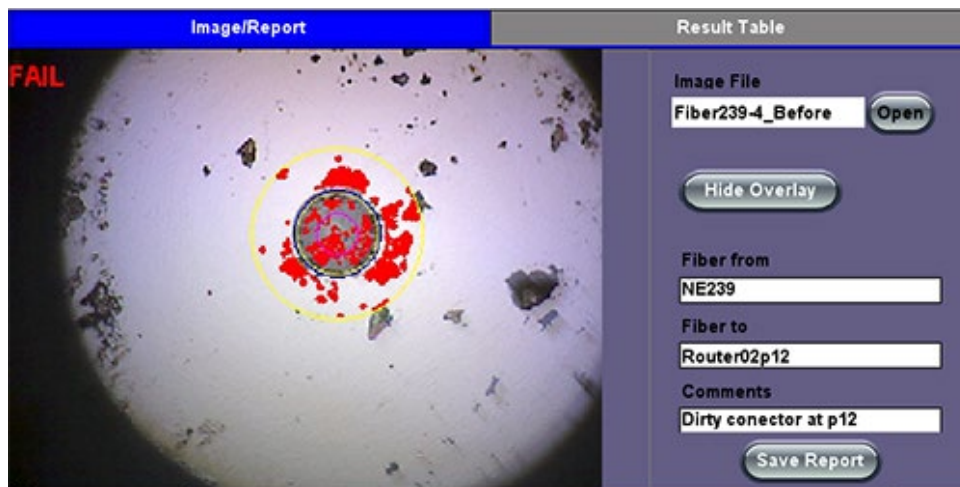 Image/Report
Result Table
FAIL
Image File
Fiber239-4_Before
Open
Hide Overlay
Fiber from
NE239
Fiber to
Router02p12
Comments
Dirty conector at p12
Save Report